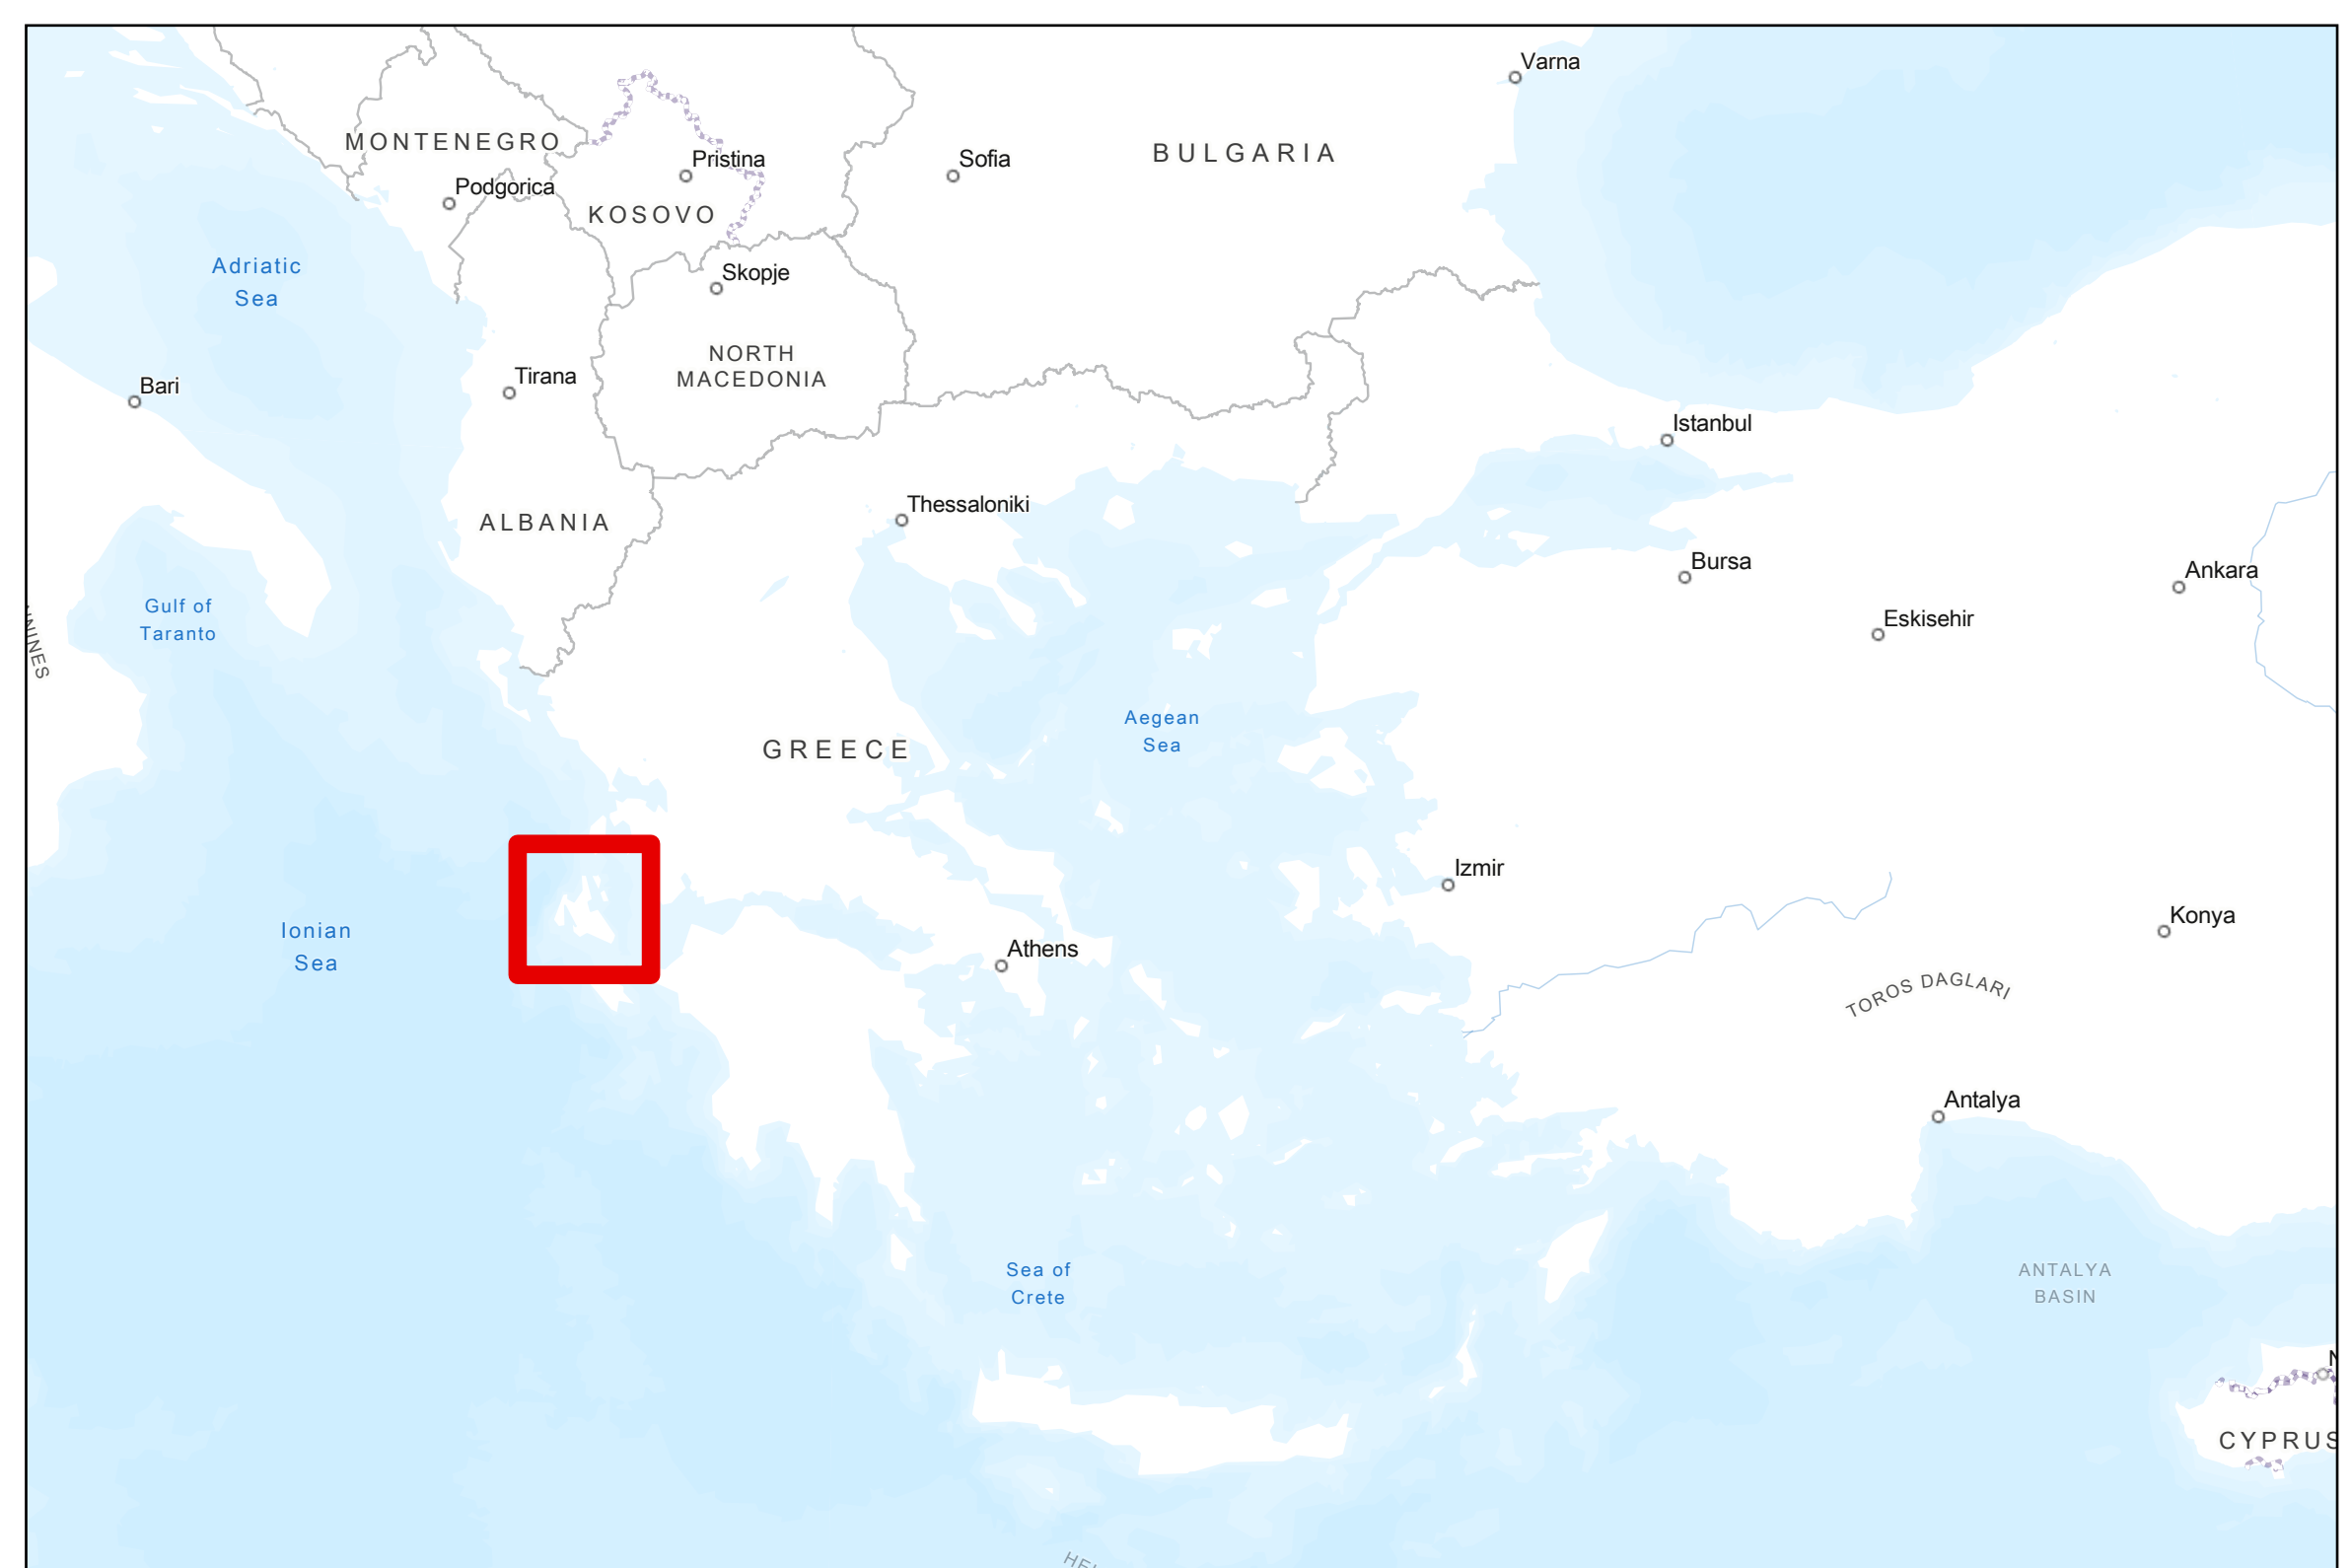 Varna
MONTENEGRO
Pristina
Sofia
BULGARIA
Podgorica
KOSOVO
Adriatic
Sea
Skopje
NORTH
MACEDONIA
Tirana
Bari
Istanbul
Thessaloniki
ALBANIA
Bursa
Ankara
Gulf of
Taranto
Eskisehir
Aegean
Sea
GREECE
Izmir
Konya
Ionian
Sea
Athens
TOROS DAGLARI
Antalya
Sea of
Crete
ANTALYA
BASIN
CYPRUS